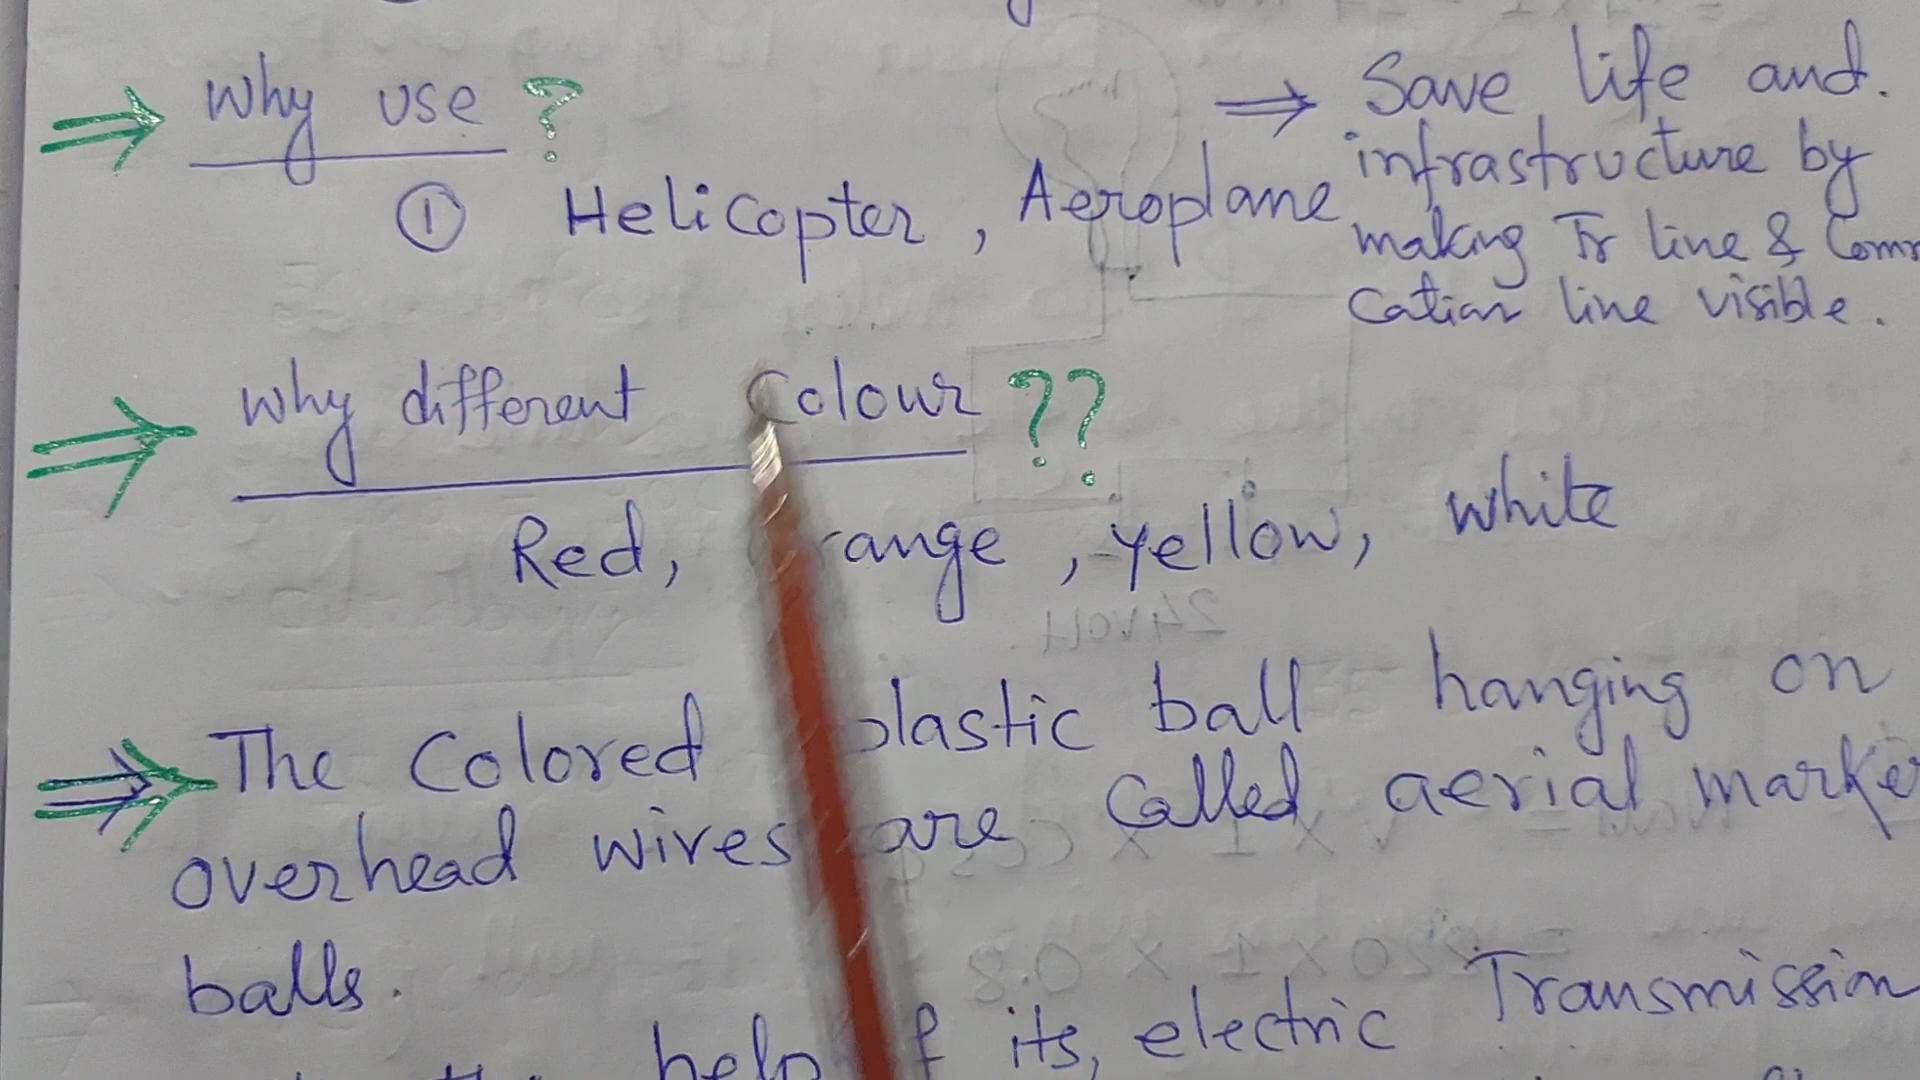 Why use ?
① Helicopter, Aeroplane
⇒ Save life and.
infrastructure by
making Tr line & Comm
cation line visible.
Why different Colour ??
Red, range, yellow, white
The Colored lastic ball hanging on
overhead wires are Called aerial marker
balls.
help f its, electric Transmission